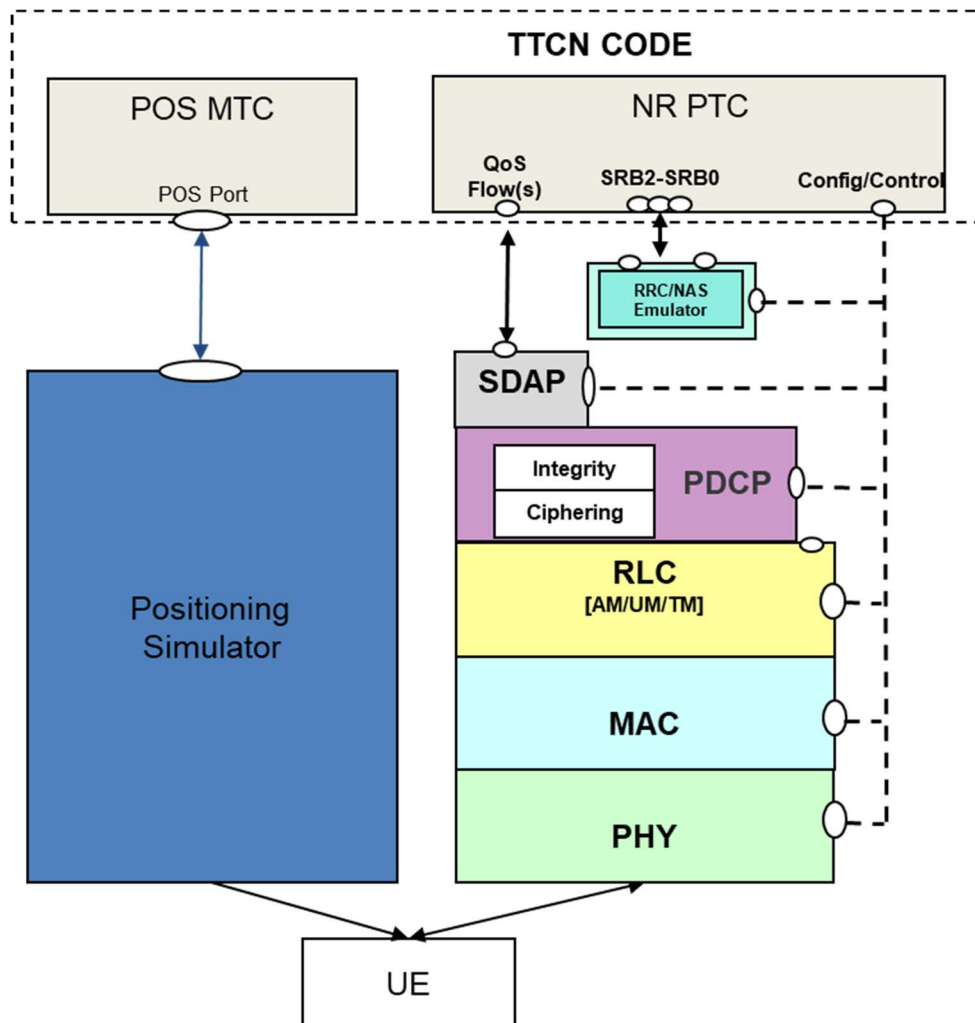 TTCN CODE
POS MTC
POS Port
NR PTC
QoS
Flow(s)
SRB2-SRB0
Config/Control
RRC/NAS
Emulator
SDAP
Integrity
Ciphering
PDCP
RLC
[AM/UM/TM]
MAC
PHY
Positioning
Simulator
UE